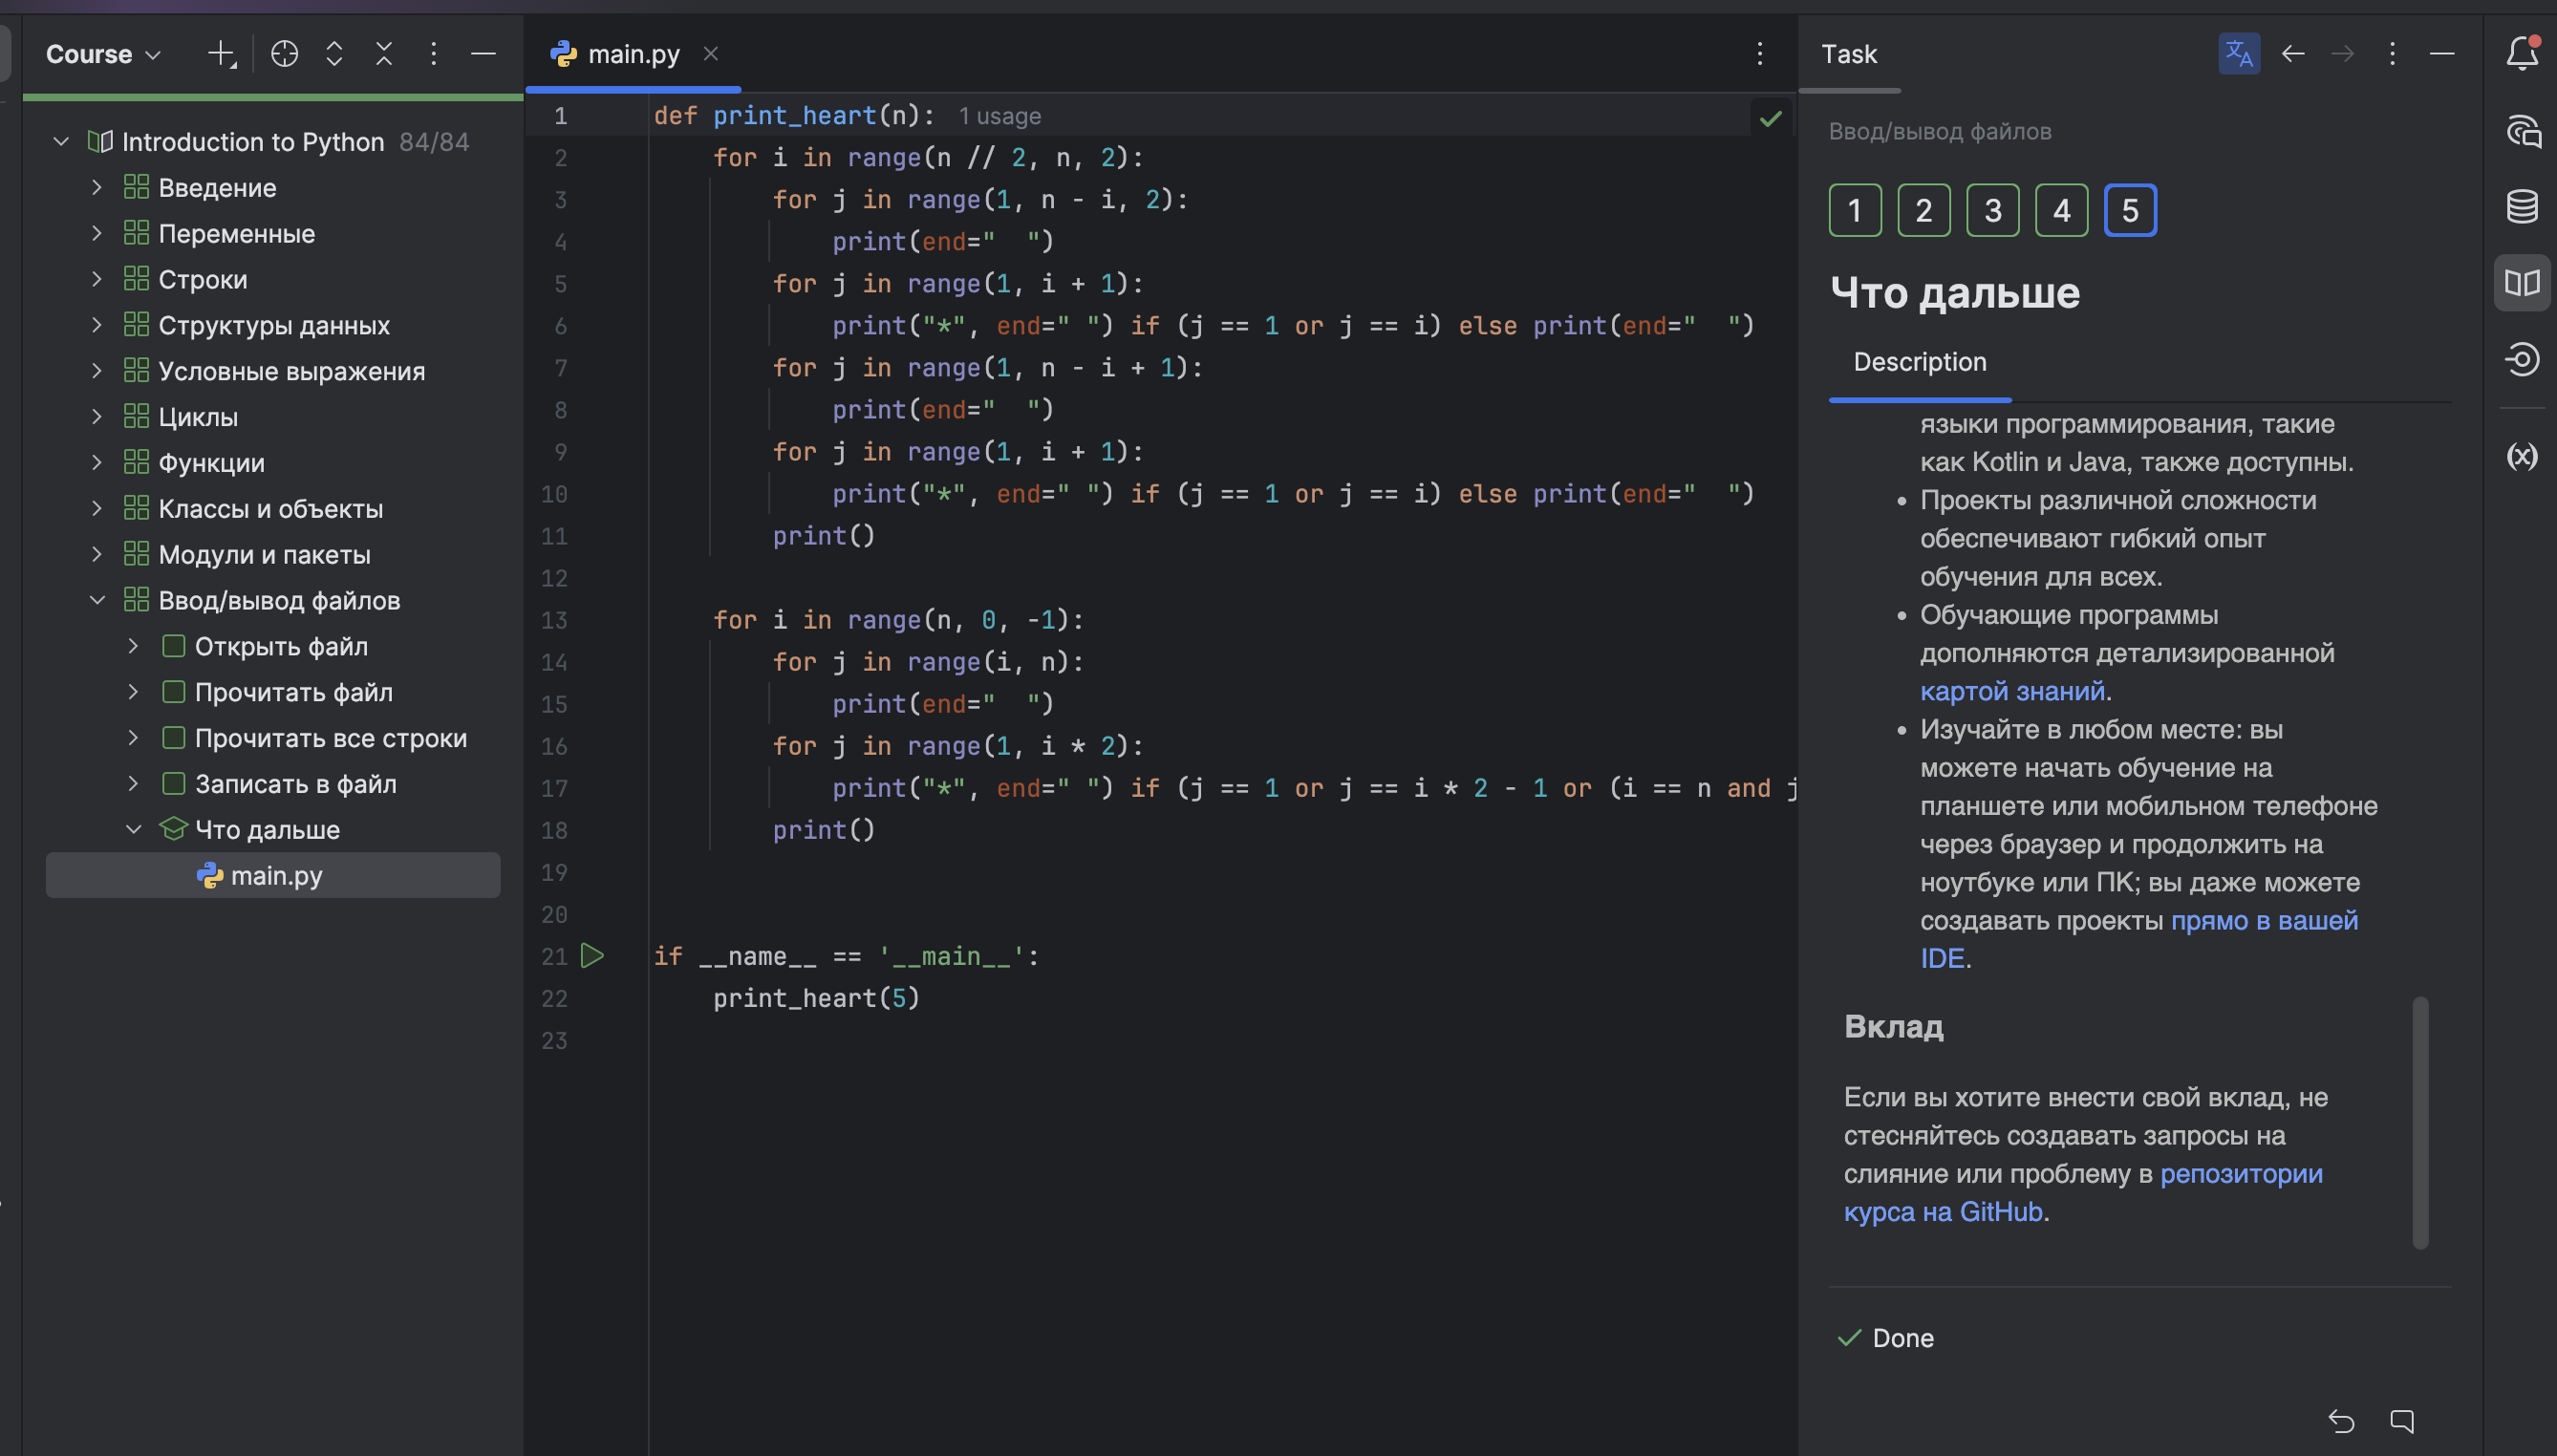 Course
main.py
Task
Introduction to Python 84/84
Введение
Переменные
Строки
Структуры данных
Условные выражения
Циклы
Функции
Классы и объекты
Модули и пакеты
Ввод/вывод файлов
Открыть файл
Прочитать файл
Прочитать все строки
Записать в файл
Что дальше
main.py
1 def print_heart(n): 1 usage
2     for i in range(n // 2, n, 2):
3         for j in range(1, n - i, 2):
4             print(end="  ")
5         for j in range(1, i + 1):
6             print("*", end=" ") if (j == 1 or j == i) else print(end="  ")
7         for j in range(1, n - i + 1):
8             print(end="  ")
9         for j in range(1, i + 1):
10             print("*", end=" ") if (j == 1 or j == i) else print(end="  ")
11         print()
12
13     for i in range(n, 0, -1):
14         for j in range(i, n):
15             print(end="  ")
16         for j in range(1, i * 2):
17             print("*", end=" ") if (j == 1 or j == i * 2 - 1 or (i == n and j
18         print()
19
20
21 if __name__ == '__main__':
22     print_heart(5)
23
Ввод/вывод файлов
1 2 3 4 5
Что дальше
Description
языки программирования, такие
как Kotlin и Java, также доступны.
• Проекты различной сложности
обеспечивают гибкий опыт
обучения для всех.
• Обучающие программы
дополняются детализированной
картой знаний.
• Изучайте в любом месте: вы
можете начать обучение на
планшете или мобильном телефоне
через браузер и продолжить на
ноутбуке или ПК; вы даже можете
создавать проекты прямо в вашей
IDE.
Вклад
Если вы хотите внести свой вклад, не
стесняйтесь создавать запросы на
слияние или проблему в репозитории
курса на GitHub.
Done